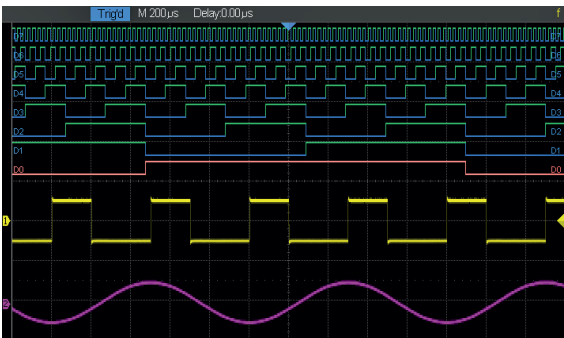 Trig'd M 200μs Delay:0.00μs f
D7 D7
D6 D6
D5 D5
D4 D4
D3 D3
D2 D2
D1 D1
D0 D0
1
2